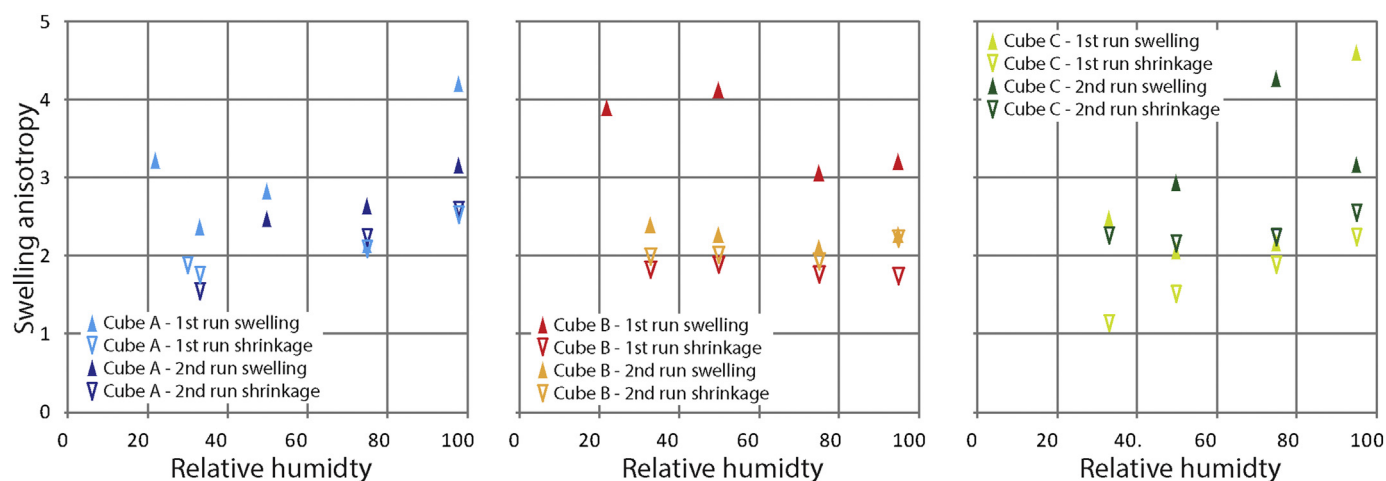 5
4
3
2
1
0
Swelling anisotropy
Cube A - 1st run swelling
Cube A - 1st run shrinkage
Cube A - 2nd run swelling
Cube A - 2nd run shrinkage
0 20 40 60 80 100
Relative humidty
Cube B - 1st run swelling
Cube B - 1st run shrinkage
Cube B - 2nd run swelling
Cube B - 2nd run shrinkage
0 20 40 60 80 100
Relative humidty
Cube C - 1st run swelling
Cube C - 1st run shrinkage
Cube C - 2nd run swelling
Cube C - 2nd run shrinkage
0 20 40. 60 80 100
Relative humidty